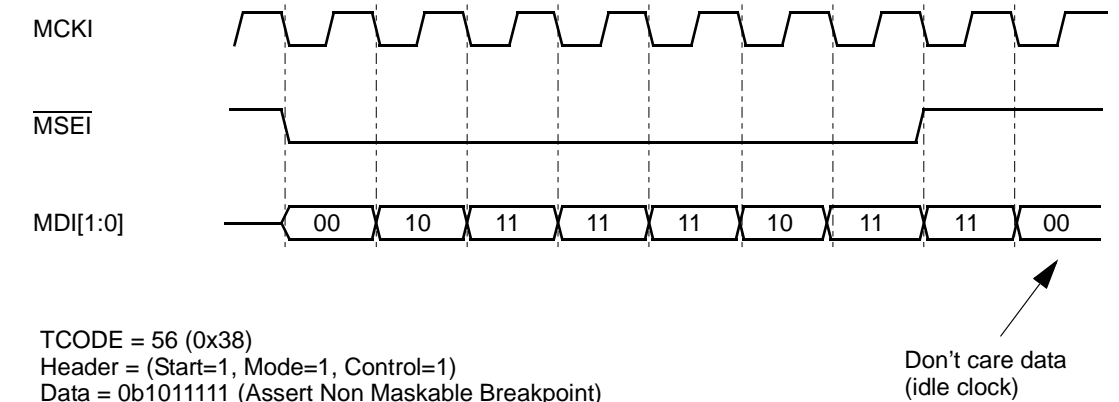 MCKI
MSEI
MDI[1:0]
00 10 11 11 11 10 11 11 00
TCODE = 56 (0x38)
Header = (Start=1, Mode=1, Control=1)
Data = 0b1011111 (Assert Non Maskable Breakpoint)
Don't care data
(idle clock)